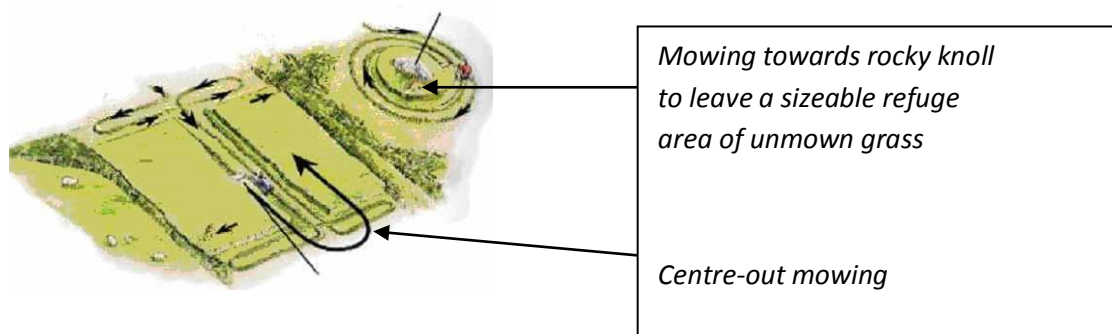 Mowing towards rocky knoll
to leave a sizeable refuge
area of unmown grass
Centre-out mowing